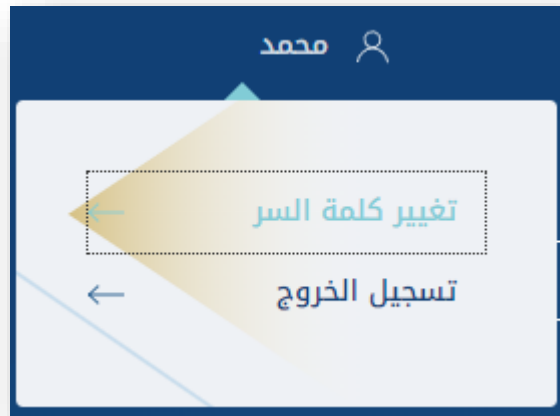 محمد
تغيير كلمة السر
تسجيل الخروج